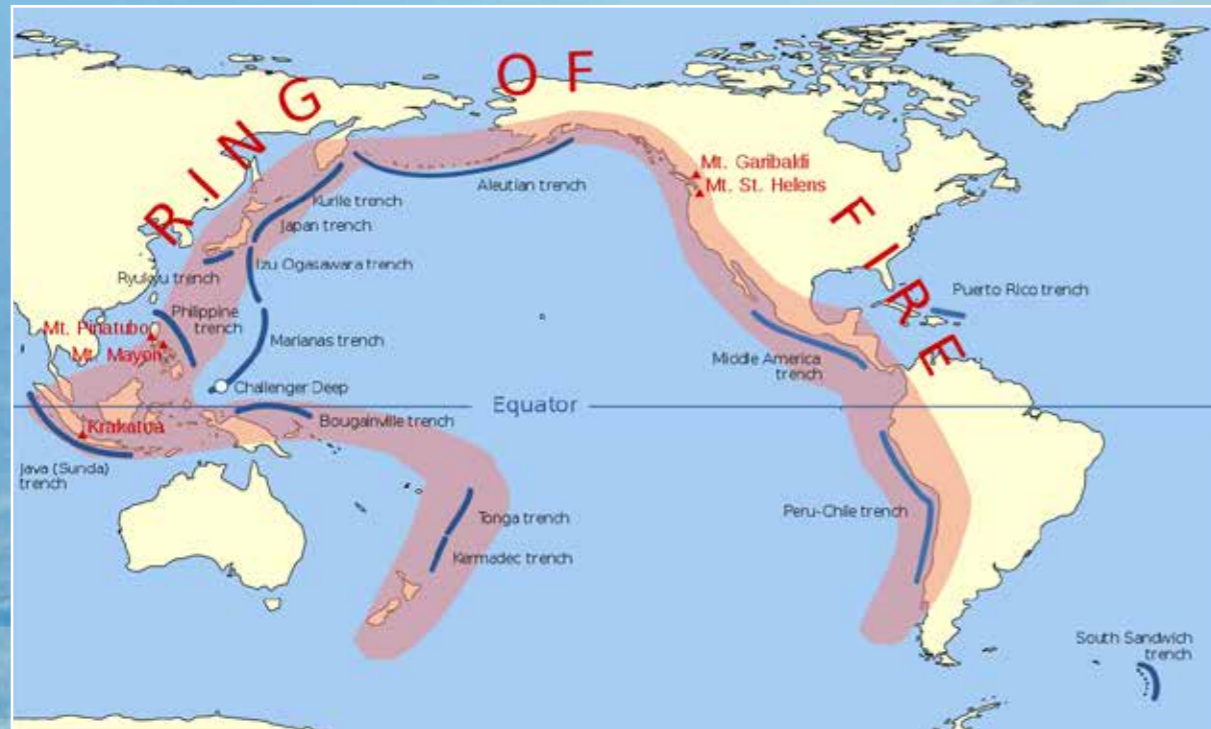 RING OF FIRE
Mt. Garibaldi
Mt. St. Helens
Aleutian trench
Kurile trench
Japan trench
Izu Ogasawara trench
Ryukyu trench
Philippine
trench
Puerto Rico trench
Mt. Pinatubo
Mt. Mayon
Marianas trench
Middle America
trench
Challenger Deep
Equator
Bougainville trench
Krakatoa
Java (Sunda)
trench
Peru-Chile trench
Tonga trench
Kermadec trench
South Sandwich
trench